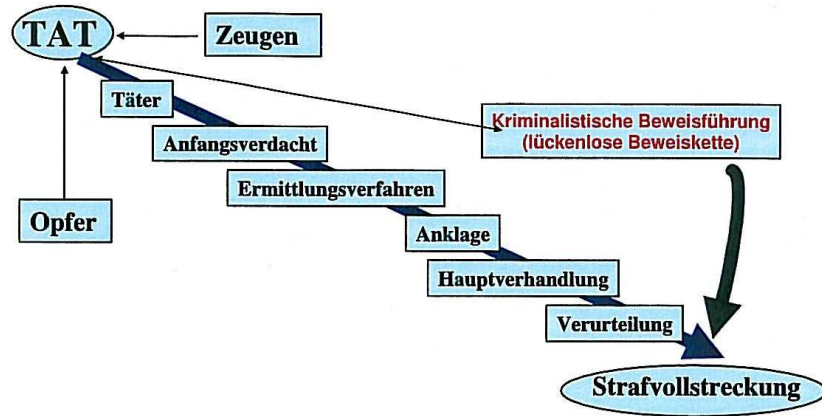 TAT
Zeugen
Täter
Kriminalistische Beweisführung
(lückenlose Beweiskette)
Anfangsverdacht
Ermittlungsverfahren
Opfer
Anklage
Hauptverhandlung
Verurteilung
Strafvollstreckung